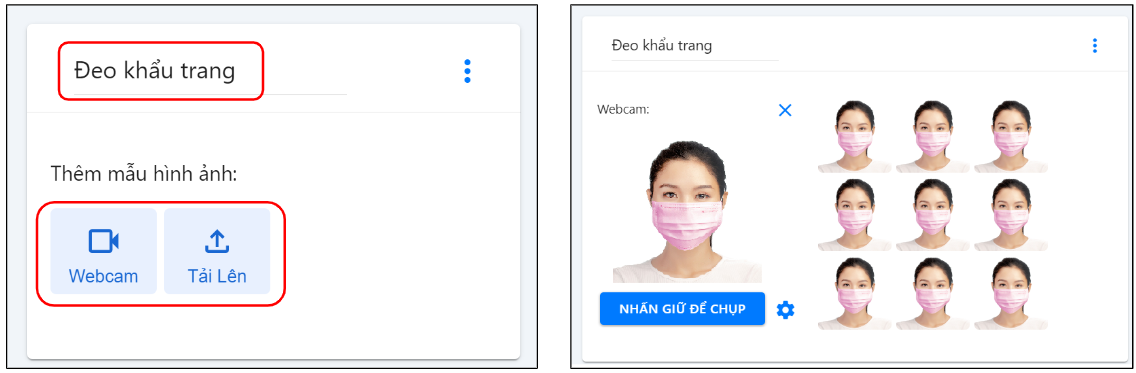 Đeo khẩu trang
Thêm mẫu hình ảnh:
Webcam
Tải Lên
Đeo khẩu trang
Webcam:
NHẤN GIỮ ĐỂ CHỤP